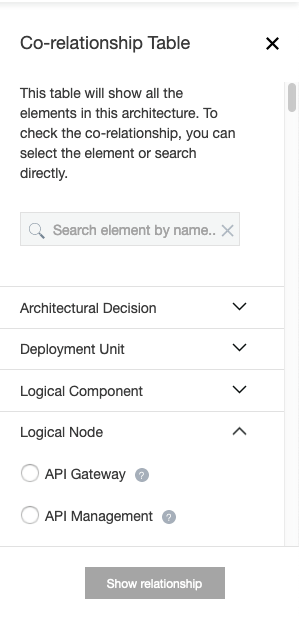 Co-relationship Table
This table will show all the
elements in this architecture. To
check the co-relationship, you can
select the element or search
directly.
Search element by name..
Architectural Decision
Deployment Unit
Logical Component
Logical Node
API Gateway ?
API Management ?
Show relationship